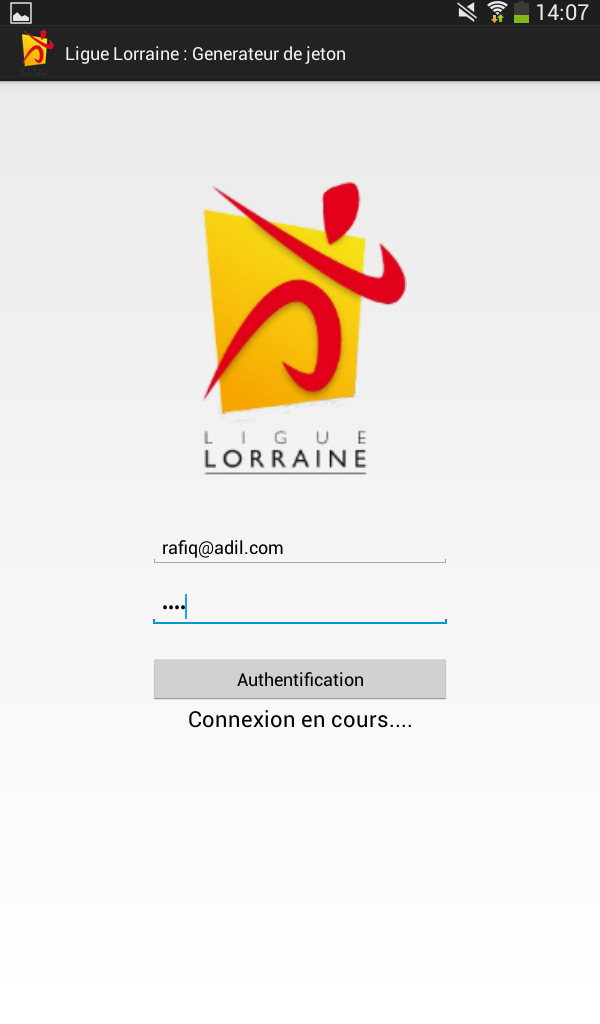 14:07
Ligue Lorraine : Generateur de jeton
LIGUE
LORRAINE
rafiq@adil.com
••••
Authentification
Connexion en cours....